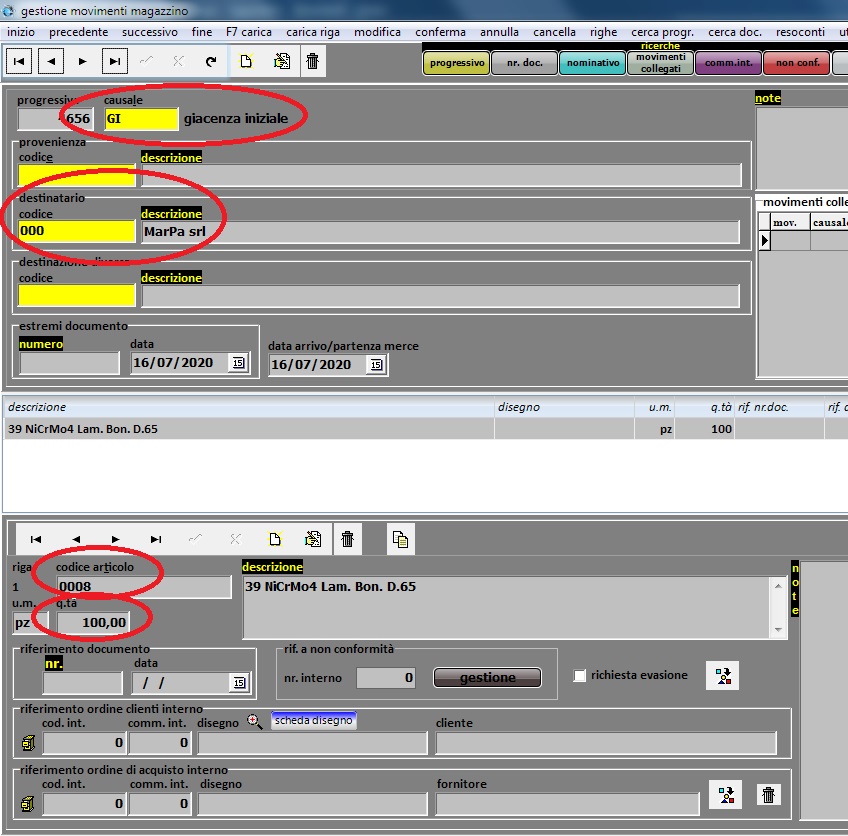 gestione movimenti magazzino
inizio precedente successivo fine F7 carica carica riga modifica conferma annulla cancella righe cerca progr. cerca doc. resoconti ut
ricerche
progressivo nr. doc. nominativo movimenti collegati comm.int. non conf.
progressivo causale
4656 GI giacenza iniziale
note
provenienza
codice descrizione
destinatario
codice descrizione
000 MarPa srl
movimenti colle
mov. causale
destinazione diversa
codice descrizione
estremi documento
numero data data arrivo/partenza merce
16/07/2020 15 16/07/2020 15
descrizione disegno u.m. q.tà rif. nr.doc. rif. d
39 NiCrMo4 Lam. Bon. D.65 pz 100
riga codice articolo descrizione
1 0008 39 NiCrMo4 Lam. Bon. D.65
note
u.m. q.tà
pz 100,00
riferimento documento rif. a non conformità
nr. data
/ / 15 nr. interno 0 gestione richiesta evasione
riferimento ordine clienti interno
cod. int. comm. int. disegno scheda disegno cliente
0 0
riferimento ordine di acquisto interno
cod. int. comm. int. disegno fornitore
0 0